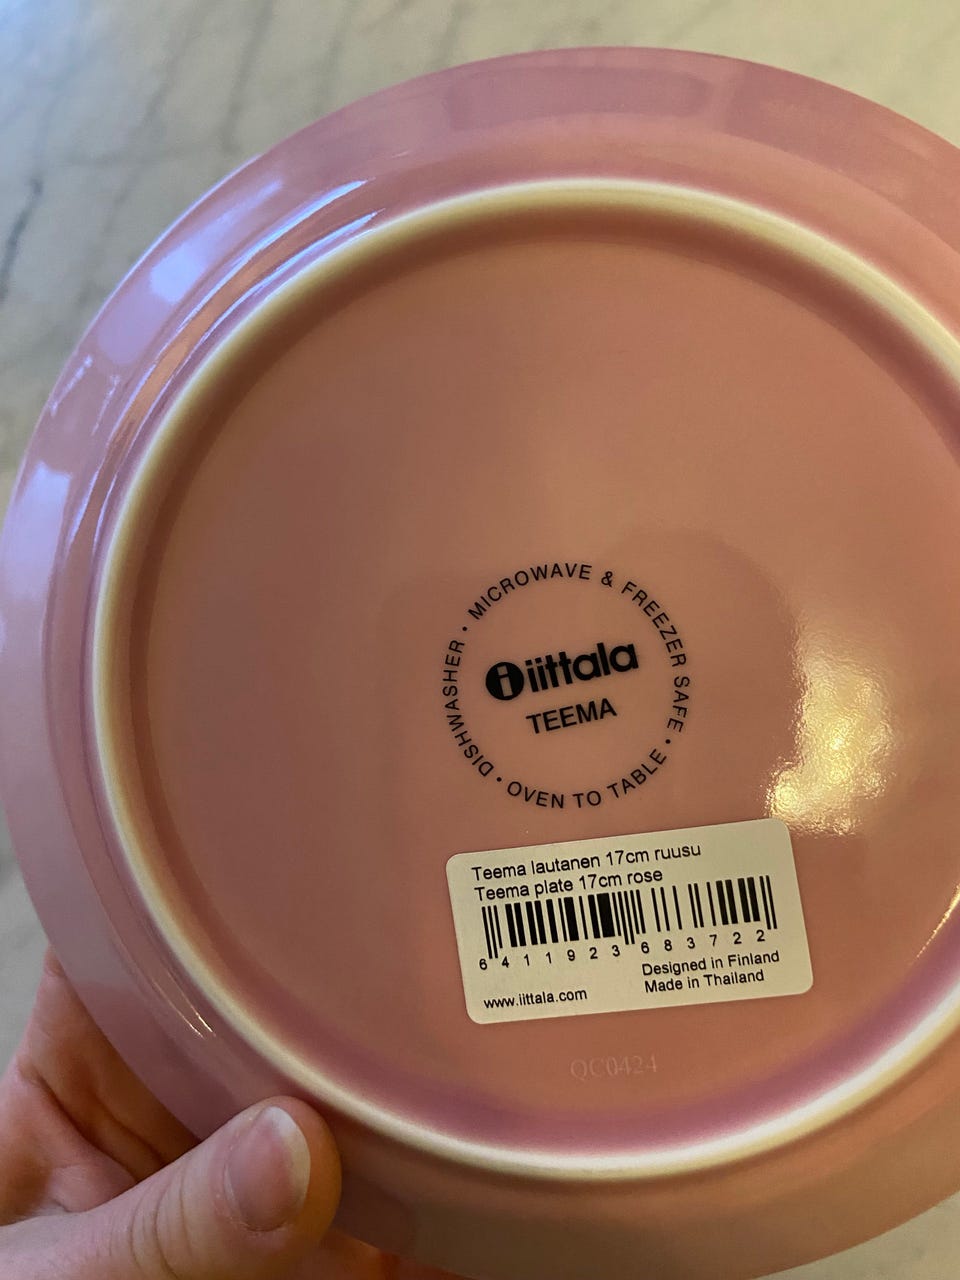 DISHWASHER • MICROWAVE & FREEZER SAFE • OVEN TO TABLE •
iittala
TEEMA
Teema lautanen 17cm ruusu
Teema plate 17cm rose
6 411923 683722
Designed in Finland
Made in Thailand
www.iittala.com
QC0424